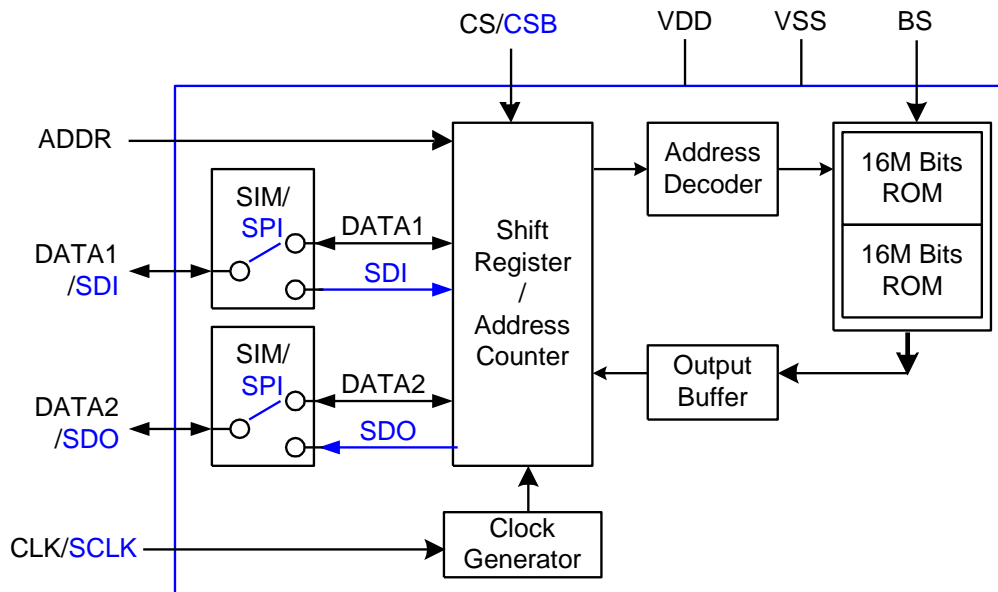 CS/CSB
VDD
VSS
BS
ADDR
SIM/
SPI
DATA1
DATA1
/SDI
SDI
SIM/
SPI
DATA2
DATA2
/SDO
SDO
CLK/SCLK
Shift
Register
/
Address
Counter
Clock
Generator
Address
Decoder
16M Bits
ROM
16M Bits
ROM
Output
Buffer